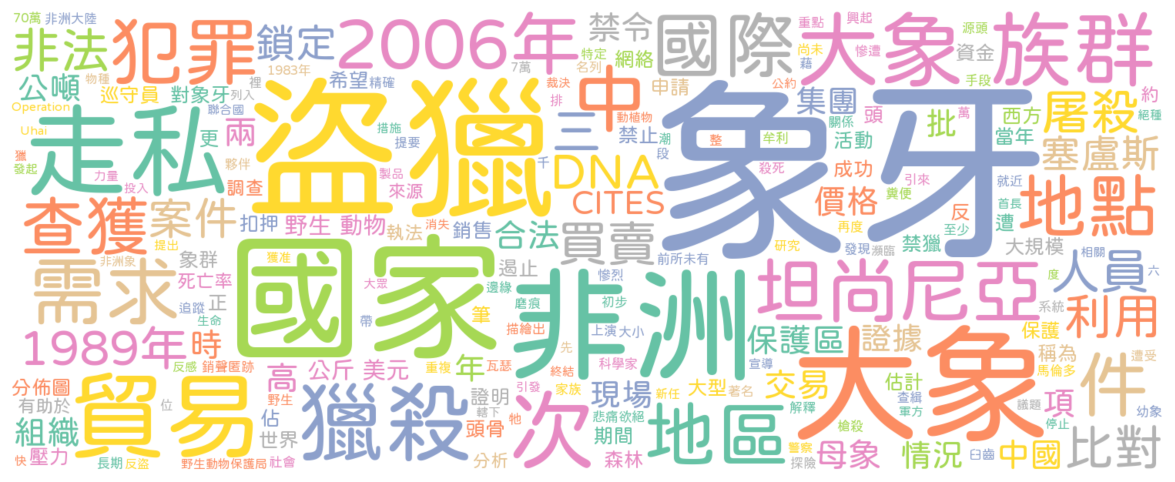 70萬 非洲大陸 非法 犯罪 鎖定 2006年 禁令 國際 大象 族群
特定 網絡 7萬 名列 重點 興起 尚未 慘遭 藉 源頭 資金 手段
公噸 物種 1983年 裡 希望 精確 中 申請 裁決 排 公約 約
Operation 巡守員 列入 對象牙 聯合國 動植物 集團 頭 萬 西方 屠殺 絕種
Uhai 走私 更 兩 盜獵 措施 提要 三 禁止 潮 段 象牙 關係 活動 批 當年 塞盧斯
獵 發起 力量 投入 夥伴 調查 製品 來源 千 DNA 整 牟利 殺死 成功 糞便 引來 就近 地點
查獲 案件 扣押 野生 動物 執法 消失 銷售 CITES 合法 買賣 價格 再度 反 首長 至少 遭
提出 需求 非洲象 象群 死亡率 獲准 國家 大眾 邊緣 遏止 慘烈 前所未有 研究 發現 瀕臨 禁獵 大規模 相關 人員
追蹤 正 生命 帶 磨痕 筆 初步 非洲 坦尚尼亞 度 六 系統 利用
1989年 時 反感 銷聲匿跡 重複 描繪出 上演 大小 先 保護區 證據 保護 稱為 遭受
分佈圖 高 公斤 美元 年 瓦瑟 終結 科學家 宣導 馬倫多 大象 件
有助於 貿易 位 野生 獵殺 證明 引發 家族 現場 新任 大型 著名 交易 估計 查緝 軍方 議題 項 幼象
組織 佔 世界 轄下 頭骨 牠 次 悲痛欲絕 期間 地區 解釋 槍殺 停止 比對
快 壓力 長期 反盜 野生動物保護局 社會 分析 森林 警察 探險 母象 情況 臼齒 中國